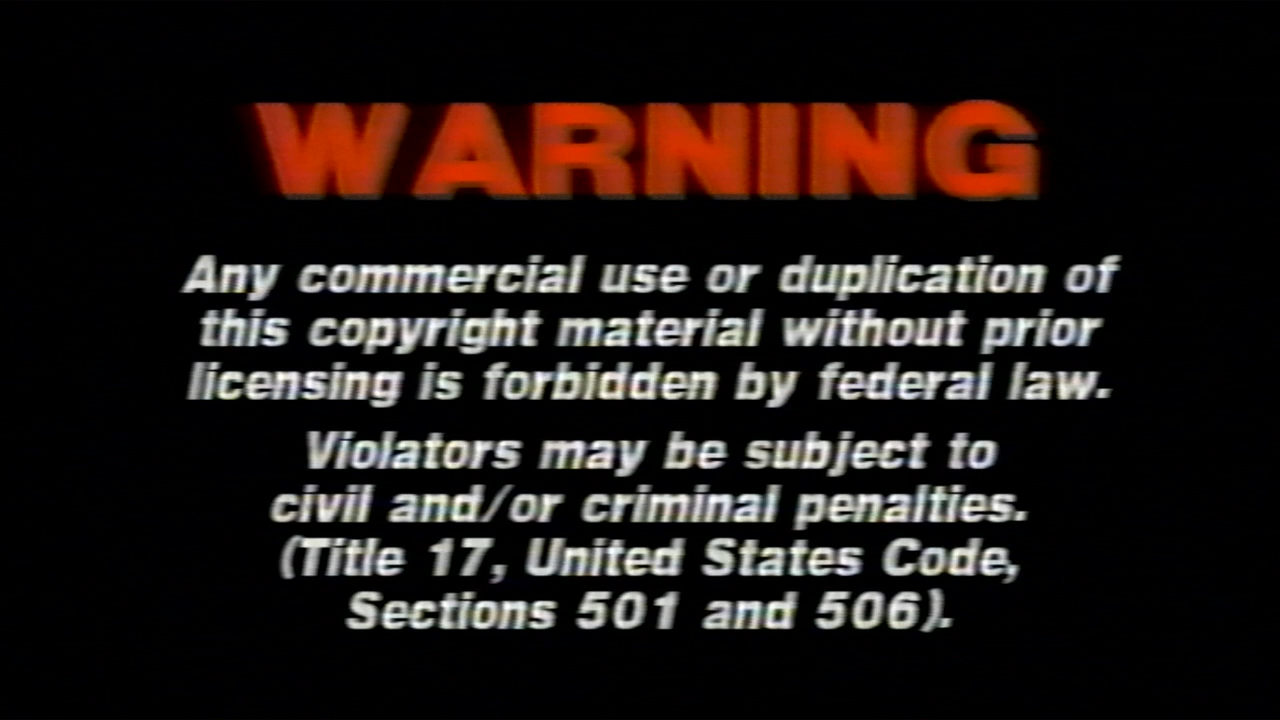 WARNING
Any commercial use or duplication of
this copyright material without prior
licensing is forbidden by federal law.
Violators may be subject to
civil and/or criminal penalties.
(Title 17, United States Code,
Sections 501 and 506).